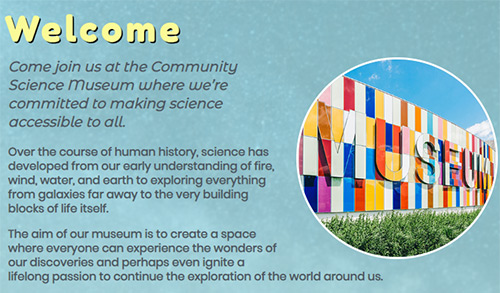 Welcome
Come join us at the Community
Science Museum where we're
committed to making science
accessible to all.
Over the course of human history, science has
developed from our early understanding of fire,
wind, water, and earth to exploring everything
from galaxies far away to the very building
blocks of life itself.
The aim of our museum is to create a space
where everyone can experience the wonders of
our discoveries and perhaps even ignite a
lifelong passion to continue the exploration of the world around us.
MUSEUM